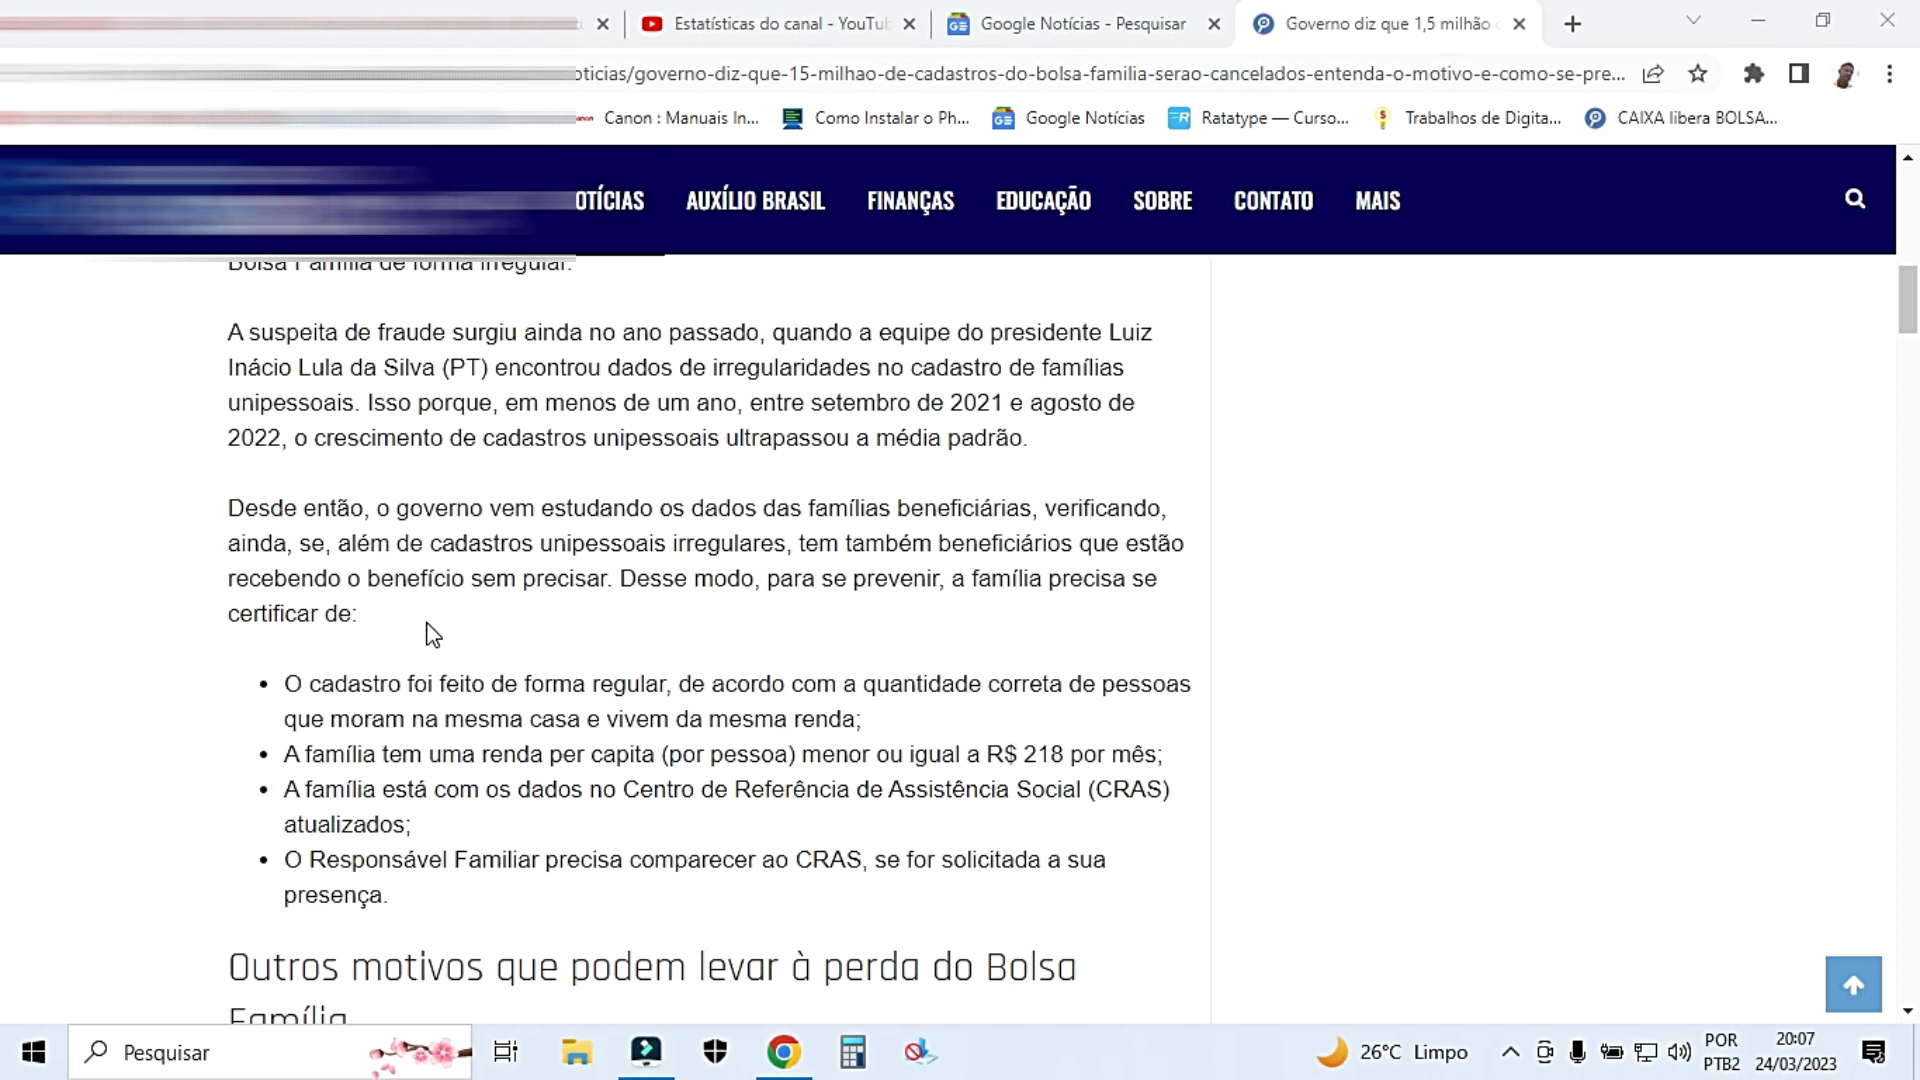 Estatísticas do canal - YouTu
Google Notícias - Pesquisar
Governo diz que 1,5 milhão
oticias/governo-diz-que-15-milhao-de-cadastros-do-bolsa-familia-serao-cancelados-entenda-o-motivo-e-como-se-pre...
Canon : Manuais In...
Como Instalar o Ph...
Google Notícias
Ratatype — Curso...
Trabalhos de Digita...
CAIXA libera BOLSA...
OTÍCIAS AUXÍLIO BRASIL FINANÇAS EDUCAÇÃO SOBRE CONTATO MAIS
Bolsa Família de forma irregular.
A suspeita de fraude surgiu ainda no ano passado, quando a equipe do presidente Luiz
Inácio Lula da Silva (PT) encontrou dados de irregularidades no cadastro de famílias
unipessoais. Isso porque, em menos de um ano, entre setembro de 2021 e agosto de
2022, o crescimento de cadastros unipessoais ultrapassou a média padrão.
Desde então, o governo vem estudando os dados das famílias beneficiárias, verificando,
ainda, se, além de cadastros unipessoais irregulares, tem também beneficiários que estão
recebendo o benefício sem precisar. Desse modo, para se prevenir, a família precisa se
certificar de:
• O cadastro foi feito de forma regular, de acordo com a quantidade correta de pessoas
que moram na mesma casa e vivem da mesma renda;
• A família tem uma renda per capita (por pessoa) menor ou igual a R$ 218 por mês;
• A família está com os dados no Centro de Referência de Assistência Social (CRAS)
atualizados;
• O Responsável Familiar precisa comparecer ao CRAS, se for solicitada a sua
presença.
Outros motivos que podem levar à perda do Bolsa
Família
Pesquisar
26°C Limpo
POR
PTB2
20:07
24/03/2023